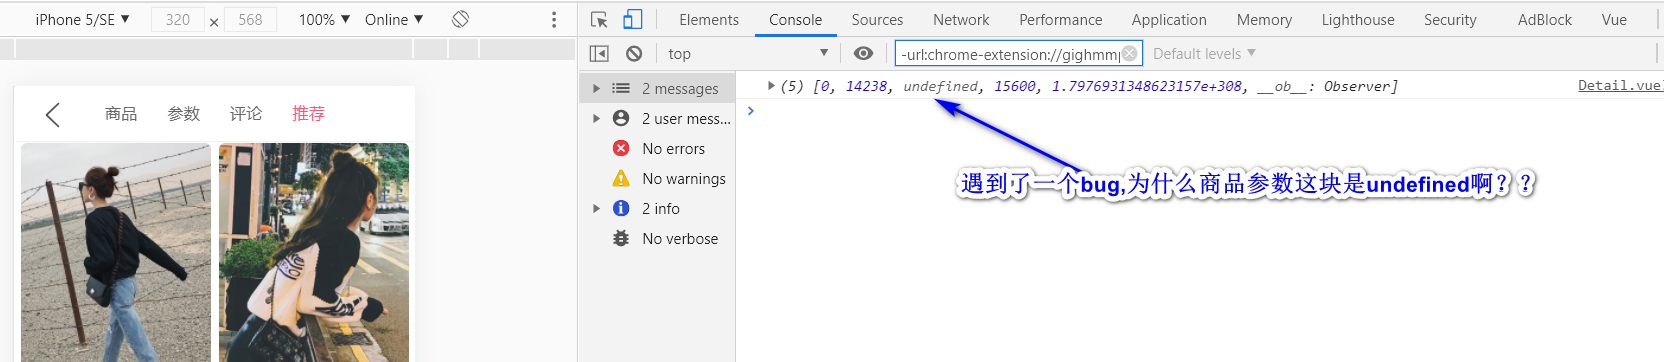 iPhone 5/SE ▼ 320 × 568 100% ▼ Online ▼
Elements Console Sources Network Performance Application Memory Lighthouse Security AdBlock Vue
top ▼ -url:chrome-extension://gighmmp Default levels ▼
2 messages
2 user mess...
No errors
No warnings
2 info
No verbose
(5) [0, 14238, undefined, 15600, 1.7976931348623157e+308, __ob__: Observer]
Detail.vue?
商品 参数 评论 推荐
遇到了一个bug,为什么商品参数这块是undefined啊？？